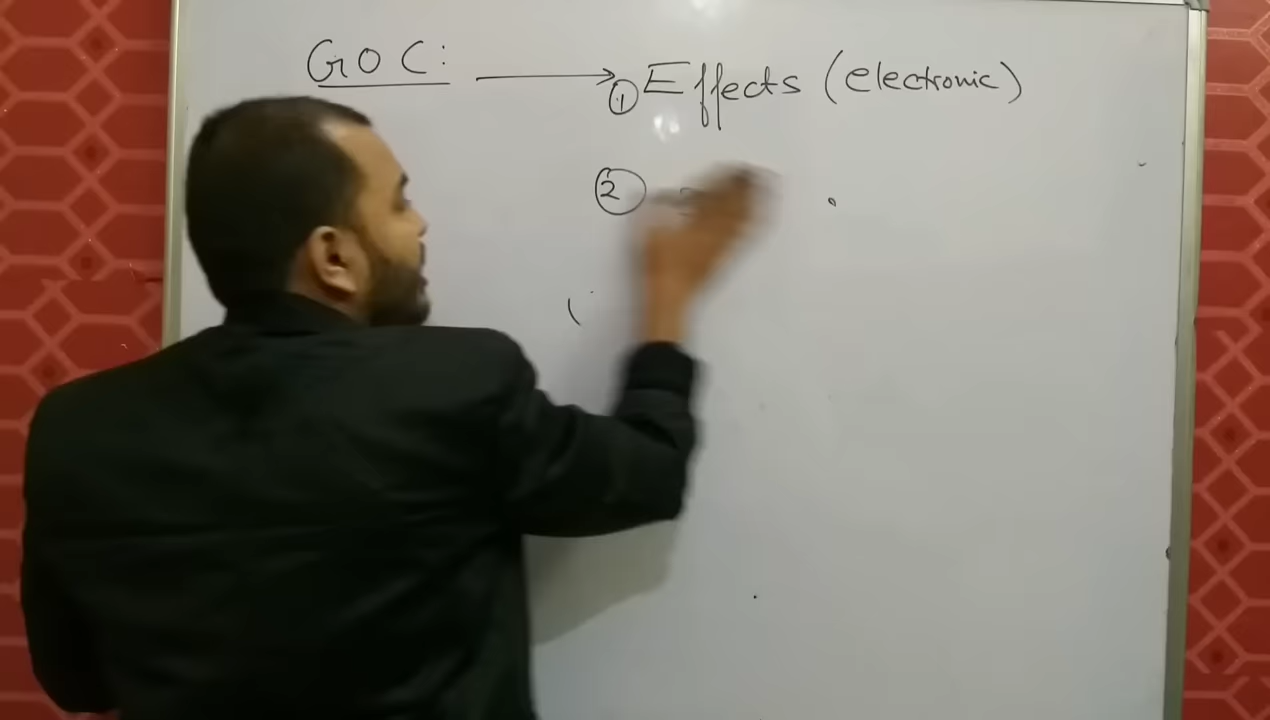 GOC: → ① Effects (electronic)
②